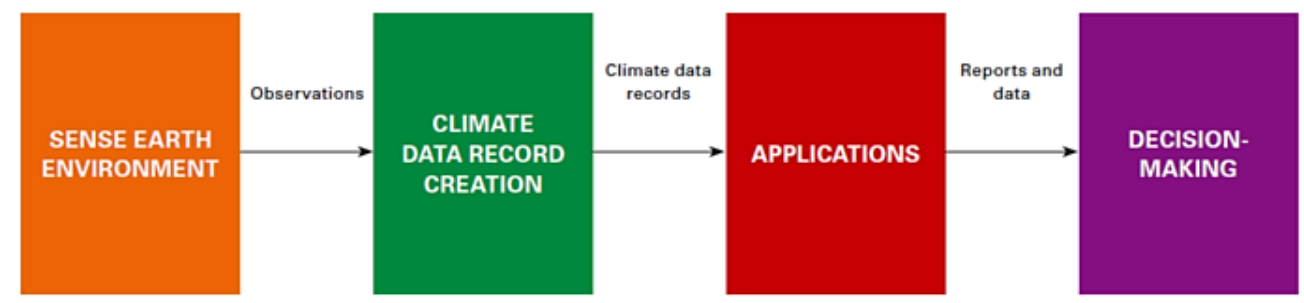 SENSE EARTH
ENVIRONMENT
Observations
CLIMATE
DATA RECORD
CREATION
Climate data
records
APPLICATIONS
Reports and
data
DECISION-
MAKING